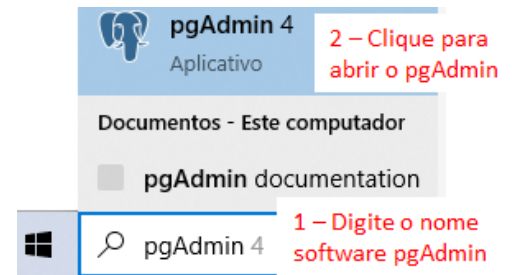 pgAdmin 4
Aplicativo
2 – Clique para
abrir o pgAdmin
Documentos - Este computador
pgAdmin documentation
pgAdmin 4
1 – Digite o nome
software pgAdmin